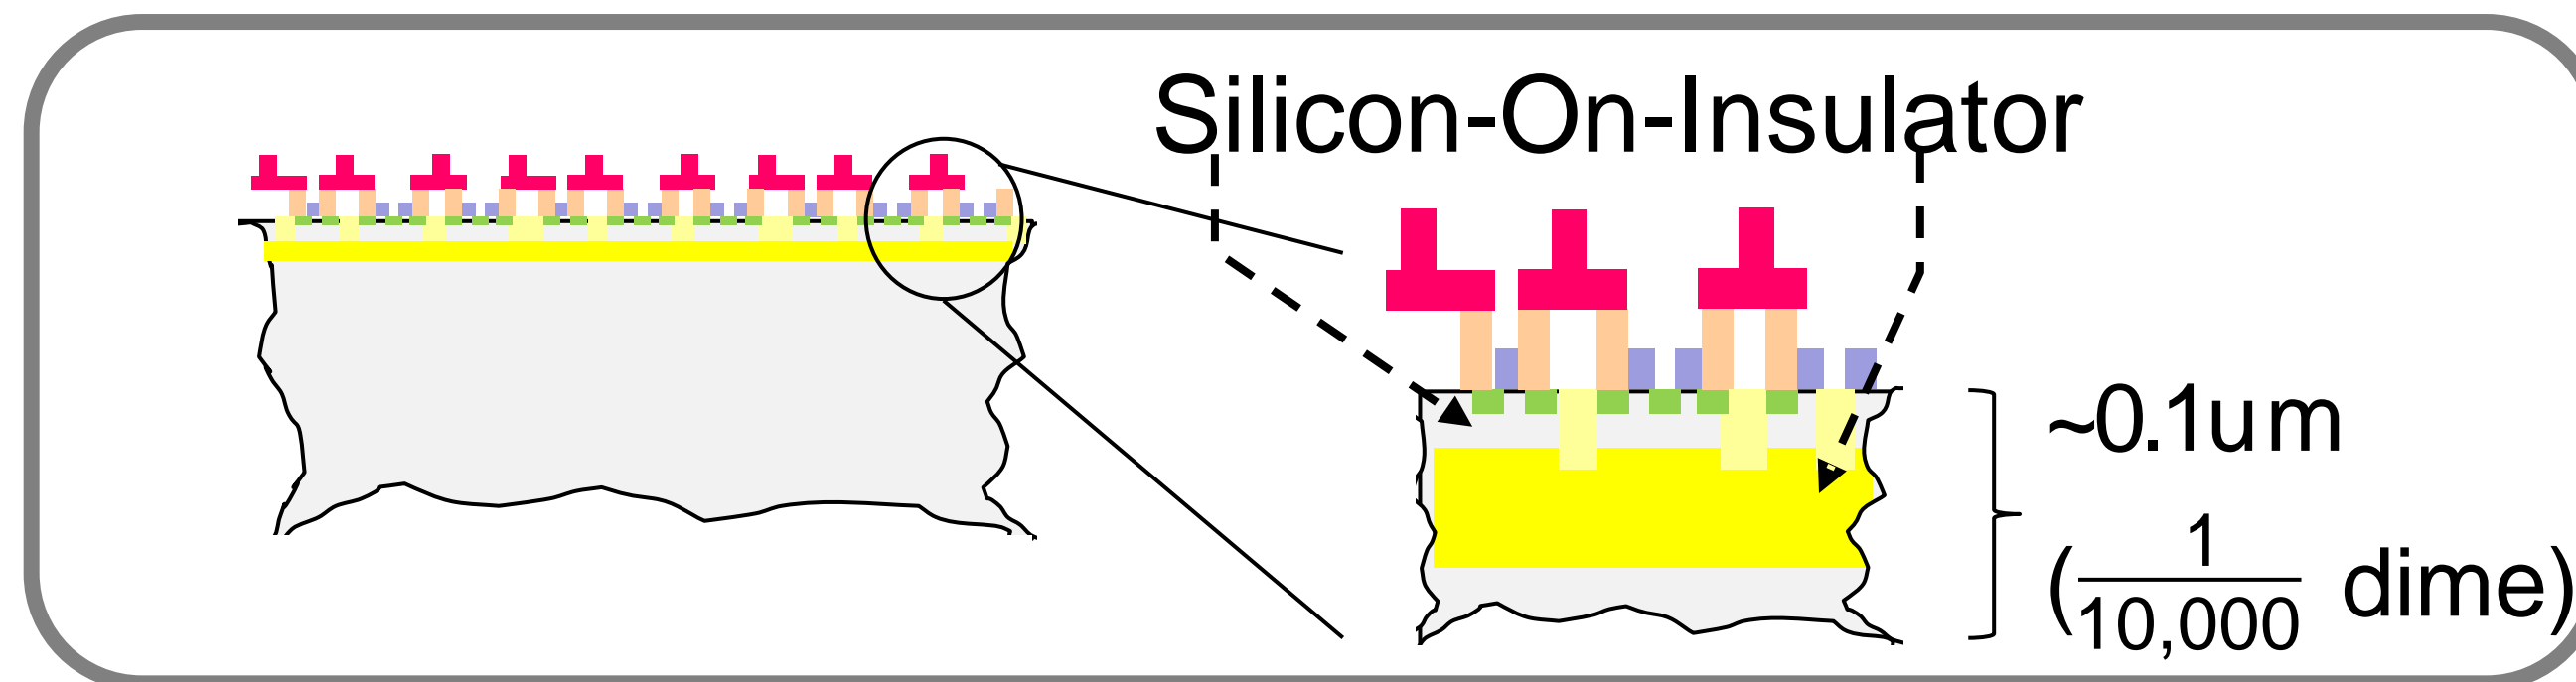 Silicon-On-Insulator
~0.1um
(1/10,000 dime)